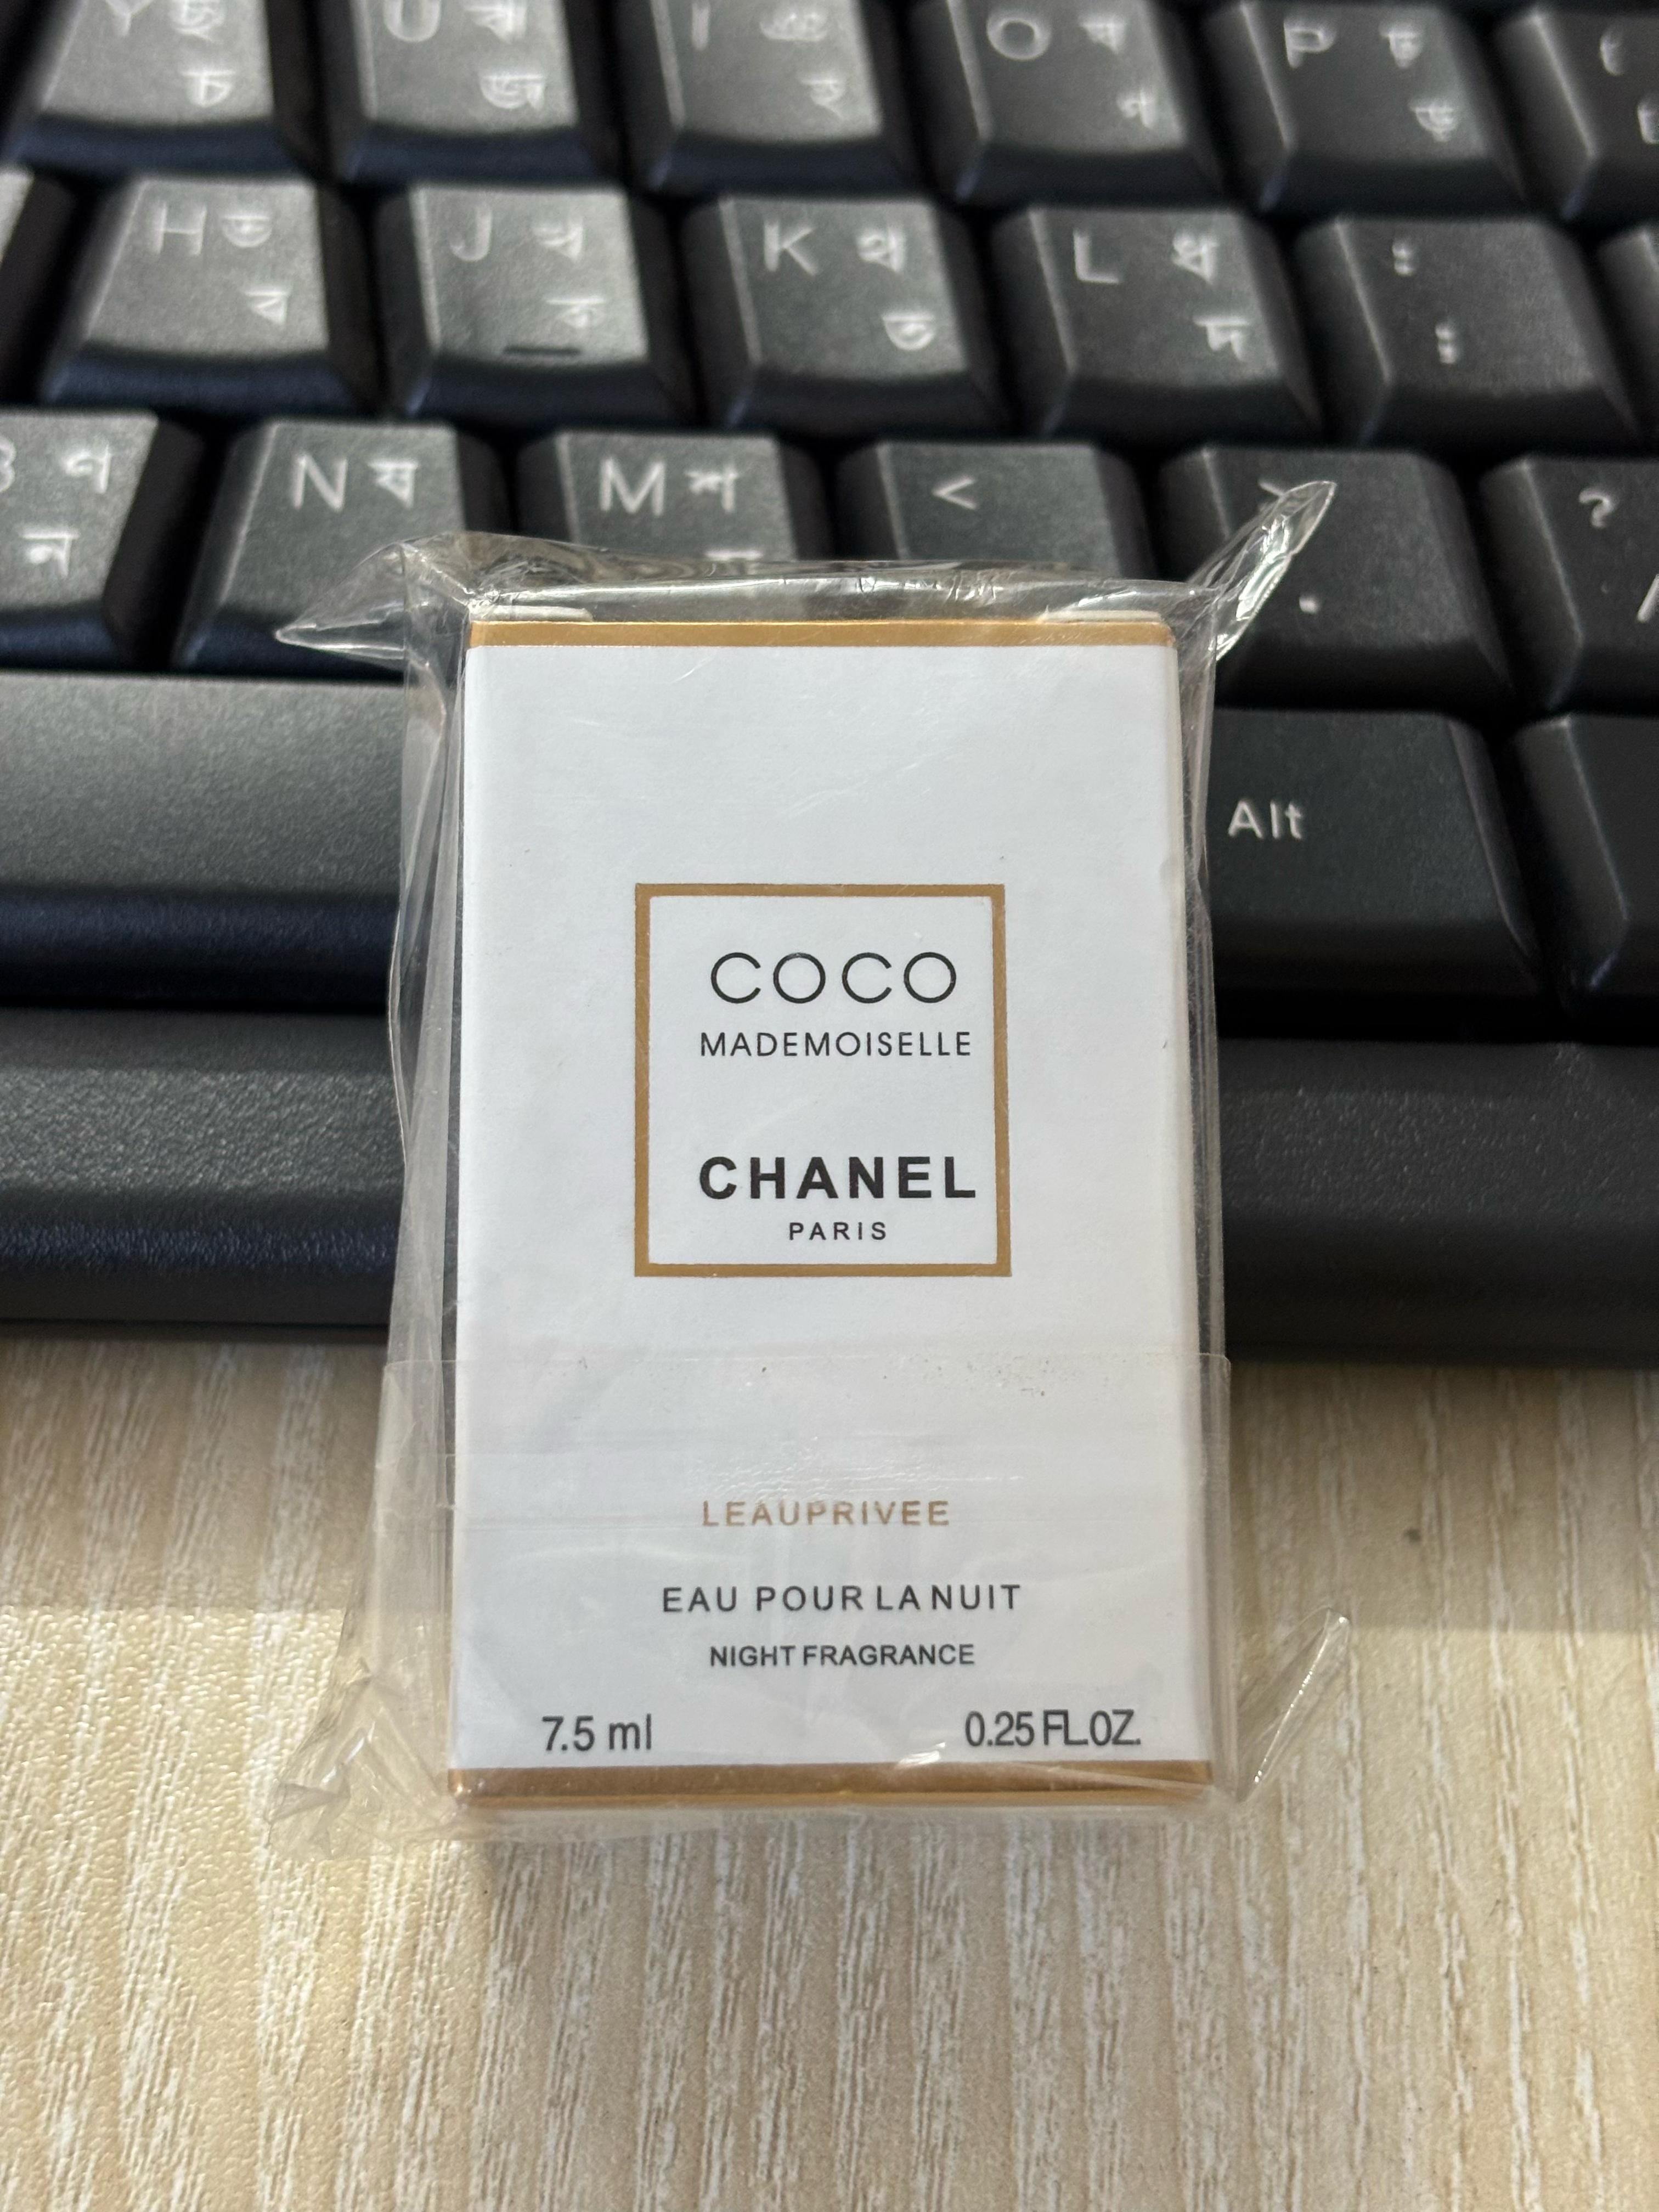 Y
U জ
I
O
P
চ
জ
H
ব
J
K থ
ত
L ধ
দ
:
;
ণ
ন
N
M
<
>
.
?
/
Alt
COCO
MADEMOISELLE
CHANEL
PARIS
LEAUPRIVEE
EAU POUR LA NUIT
NIGHT FRAGRANCE
7.5 ml 0.25 FL.OZ.